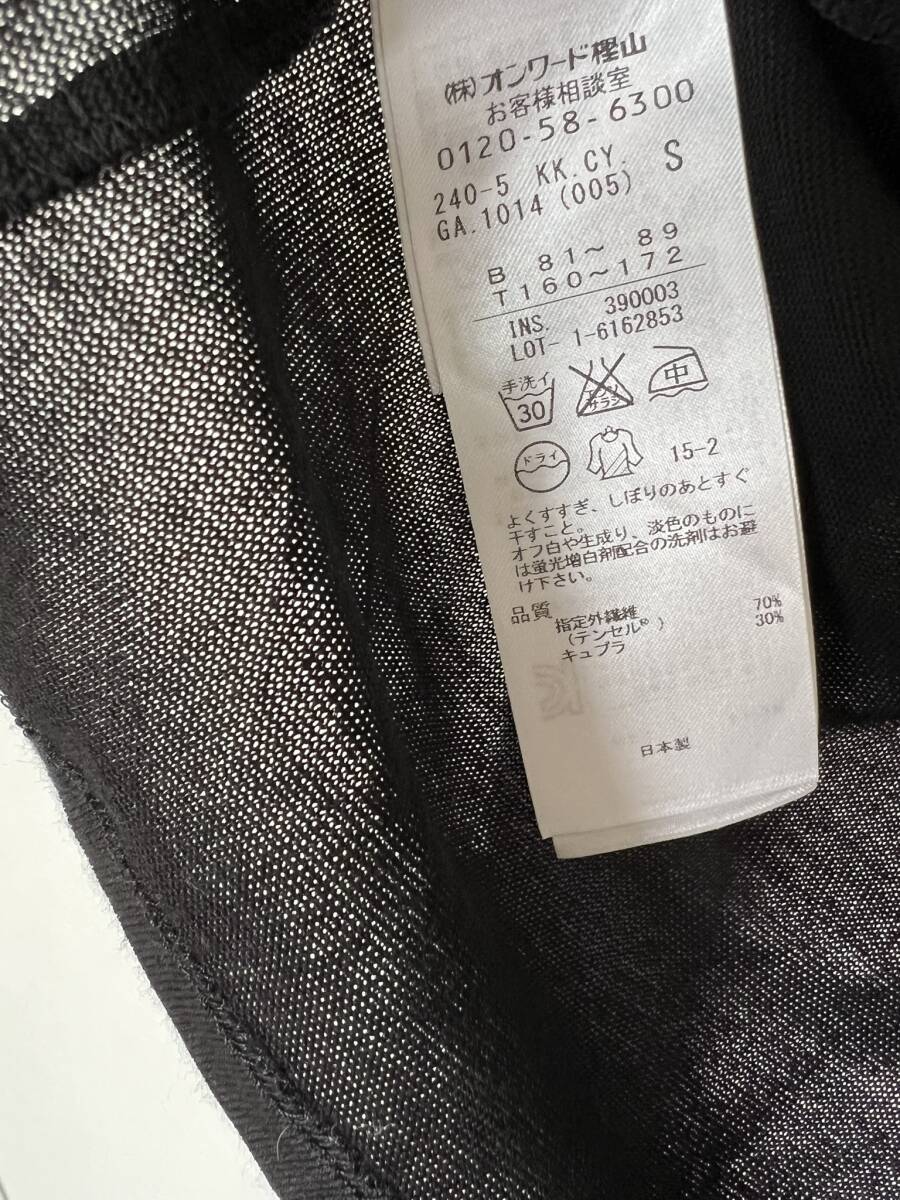 (株)オンワード樫山
お客様相談室
0120-58-6300
240-5 KK.CY. S
GA.1014 (005)
B 81〜 89
T160〜172
INS. 390003
LOT- 1-6162853
手洗イ
30
サラシ
中
ドライ
15-2
よくすすぎ、しぼりのあとすぐ
干すこと。
オフ白や生成り、淡色のものに
は蛍光増白剤配合の洗剤はお避
け下さい。
品質 指定外繊維 70%
(テンセル®) 30%
キュプラ
日本製